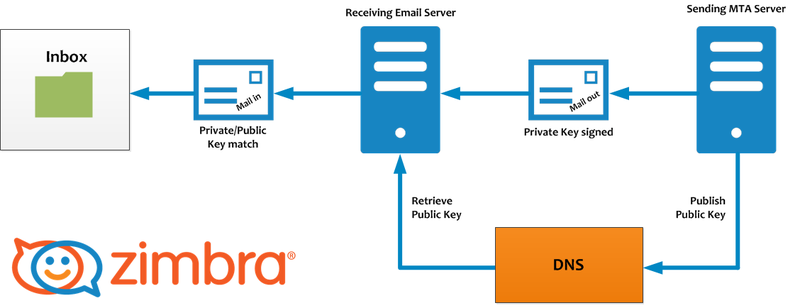 Receiving Email Server
Sending MTA Server
Inbox
Mail in
Mail out
Private/Public
Key match
Private Key signed
Retrieve
Public Key
Publish
Public Key
DNS
zimbra®